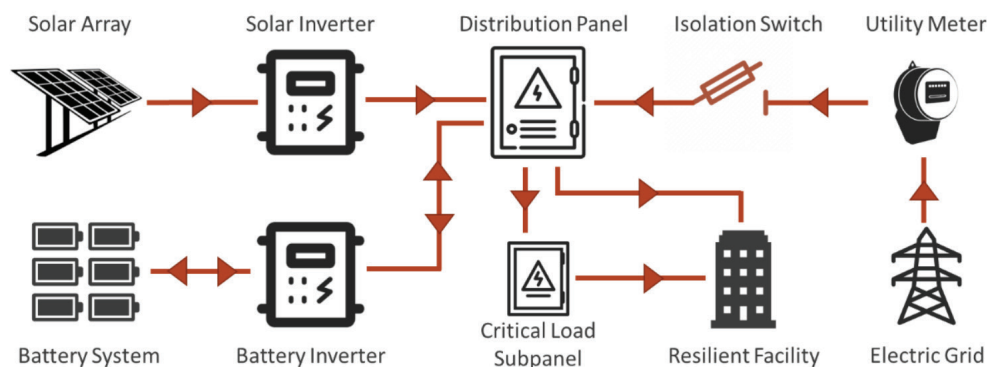 Solar Array
Solar Inverter
Distribution Panel
Isolation Switch
Utility Meter
Battery System
Battery Inverter
Critical Load
Subpanel
Resilient Facility
Electric Grid